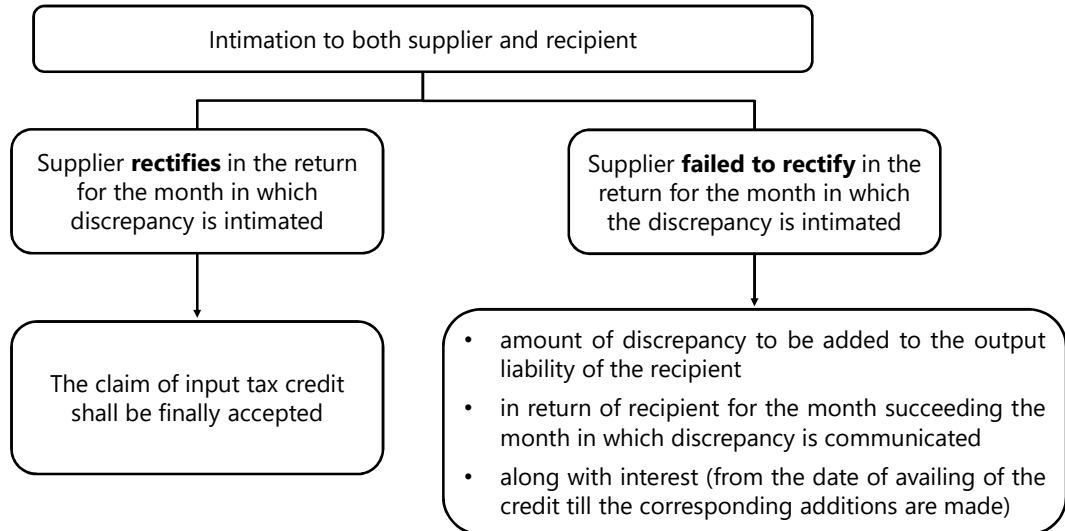 Intimation to both supplier and recipient
Supplier rectifies in the return
for the month in which
discrepancy is intimated
Supplier failed to rectify in the
return for the month in which
the discrepancy is intimated
The claim of input tax credit
shall be finally accepted
• amount of discrepancy to be added to the output
liability of the recipient
• in return of recipient for the month succeeding the
month in which discrepancy is communicated
• along with interest (from the date of availing of the
credit till the corresponding additions are made)